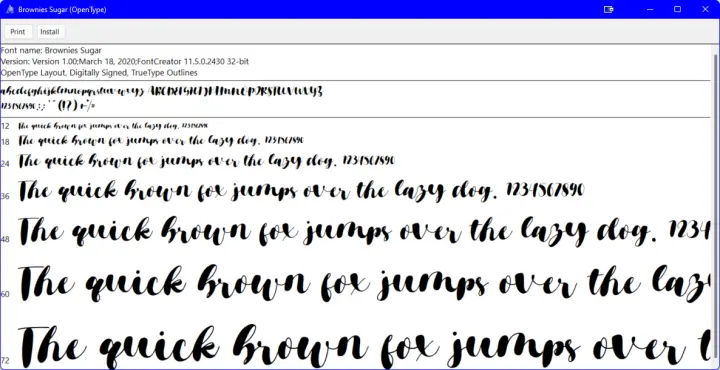 Brownies Sugar (OpenType)
Print Install
Font name: Brownies Sugar
Version: Version 1.00;March 18, 2020;FontCreator 11.5.0.2430 32-bit
OpenType Layout, Digitally Signed, TrueType Outlines
abcdefghijklmnopqrstuvwxyz ABCDEFGHIJKLMNOPQRSTUVWXYZ
1234567890.:,; ' " (!?) +-*/=
12 The quick brown fox jumps over the lazy dog. 1234567890
18 The quick brown fox jumps over the lazy dog. 1234567890
24 The quick brown fox jumps over the lazy dog. 1234567890
36 The quick brown fox jumps over the lazy dog. 1234567890
48 The quick brown fox jumps over the lazy dog. 1234
60 The quick brown fox jumps over the lazy
72 The quick brown fox jumps over t